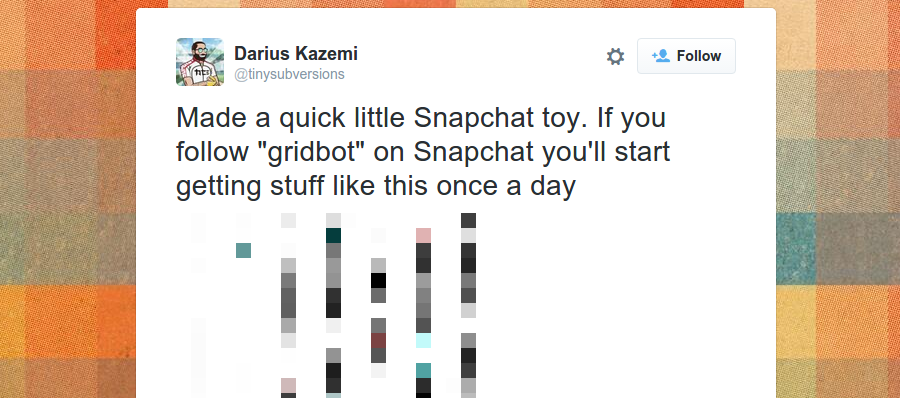 Darius Kazemi
@tinysubversions
Follow
Made a quick little Snapchat toy. If you
follow "gridbot" on Snapchat you'll start
getting stuff like this once a day